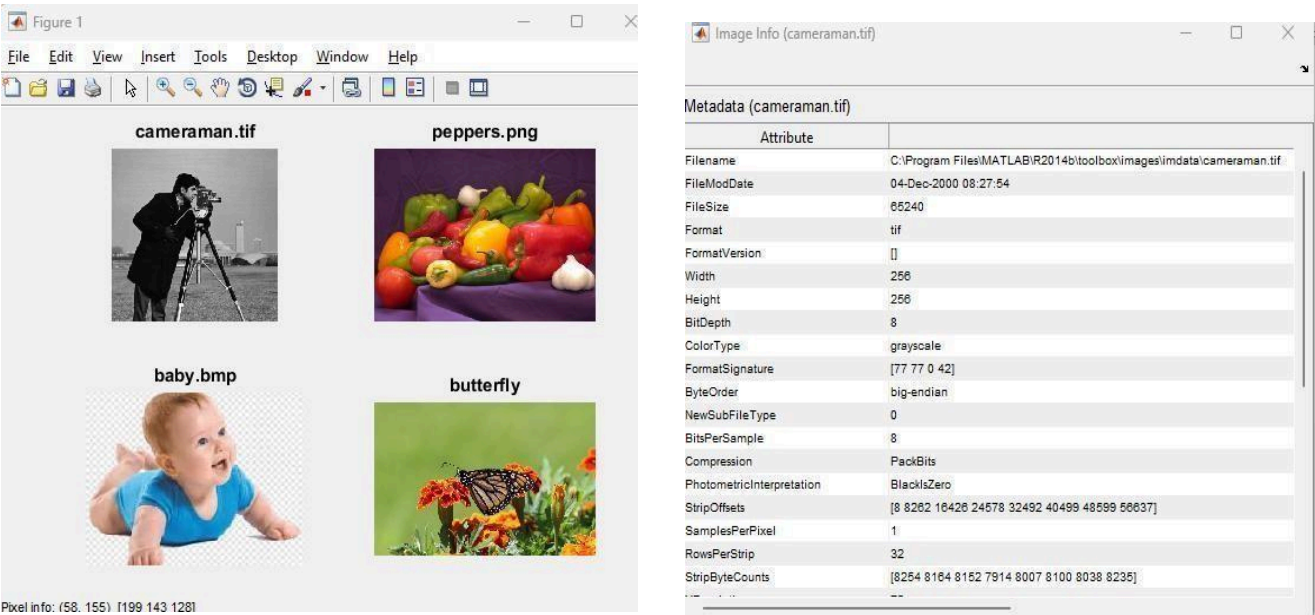 Figure 1
File Edit View Insert Tools Desktop Window Help
cameraman.tif peppers.png
baby.bmp butterfly
Pixel info: (58, 155) [199 143 128]
Image Info (cameraman.tif)
Metadata (cameraman.tif)
Attribute
Filename C:\Program Files\MATLAB\R2014b\toolbox\images\imdata\cameraman.tif
FileModDate 04-Dec-2000 08:27:54
FileSize 65240
Format tif
FormatVersion []
Width 256
Height 256
BitDepth 8
ColorType grayscale
FormatSignature [77 77 0 42]
ByteOrder big-endian
NewSubFileType 0
BitsPerSample 8
Compression PackBits
PhotometricInterpretation BlackIsZero
StripOffsets [8 8262 16426 24578 32492 40499 48599 56637]
SamplesPerPixel 1
RowsPerStrip 32
StripByteCounts [8254 8164 8152 7914 8007 8100 8038 8235]